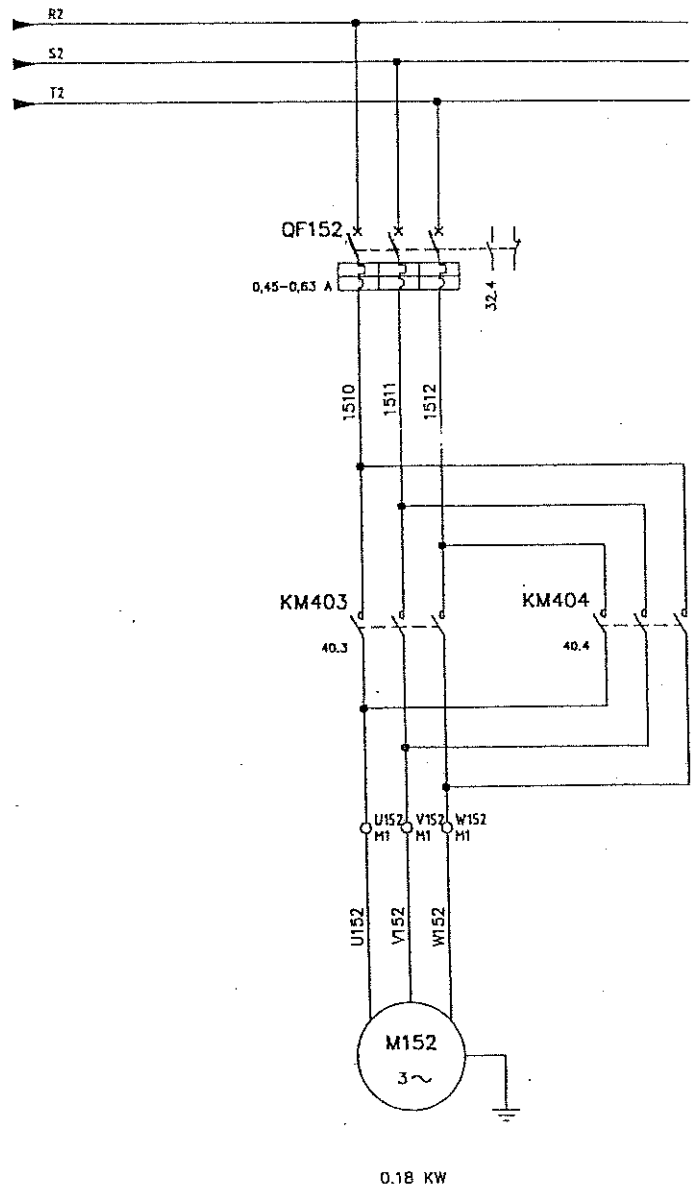 R2
S2
T2
QF152
0,45-0,63 A
32.4
1510
1511
1512
KM403
40.3
KM404
40.4
U152
M1
V152
M1
W152
M1
U152
V152
W152
M152
3~
0.18 KW